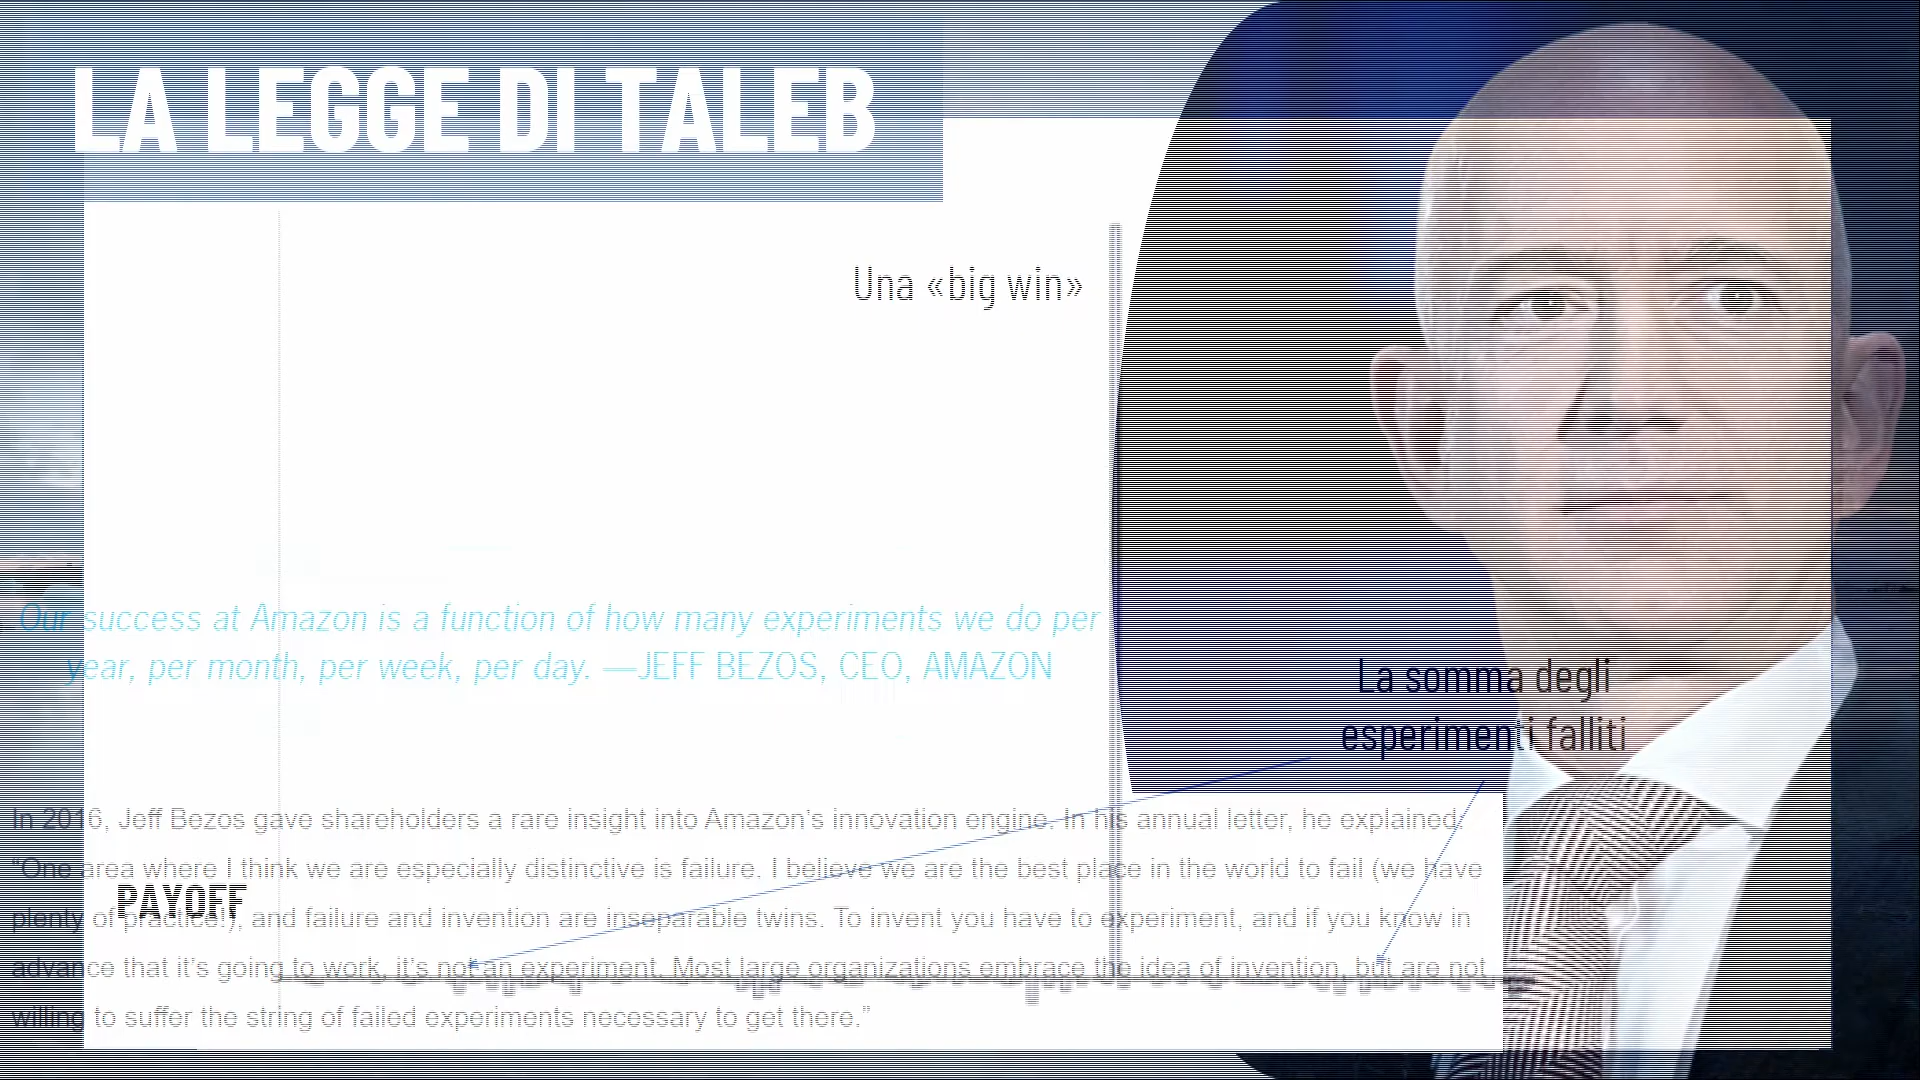 LA LEGGE DI TALEB
Una «big win»
Our success at Amazon is a function of how many experiments we do per
year, per month, per week, per day. —JEFF BEZOS, CEO, AMAZON
La somma degli
esperimenti falliti
In 2016, Jeff Bezos gave shareholders a rare insight into Amazon's innovation engine. In his annual letter, he explained:
“One area where I think we are especially distinctive is failure. I believe we are the best place in the world to fail (we have
PAYOFF
plenty of practice!), and failure and invention are inseparable twins. To invent you have to experiment, and if you know in
advance that it's going to work, it's not an experiment. Most large organizations embrace the idea of invention, but are not
willing to suffer the string of failed experiments necessary to get there.”